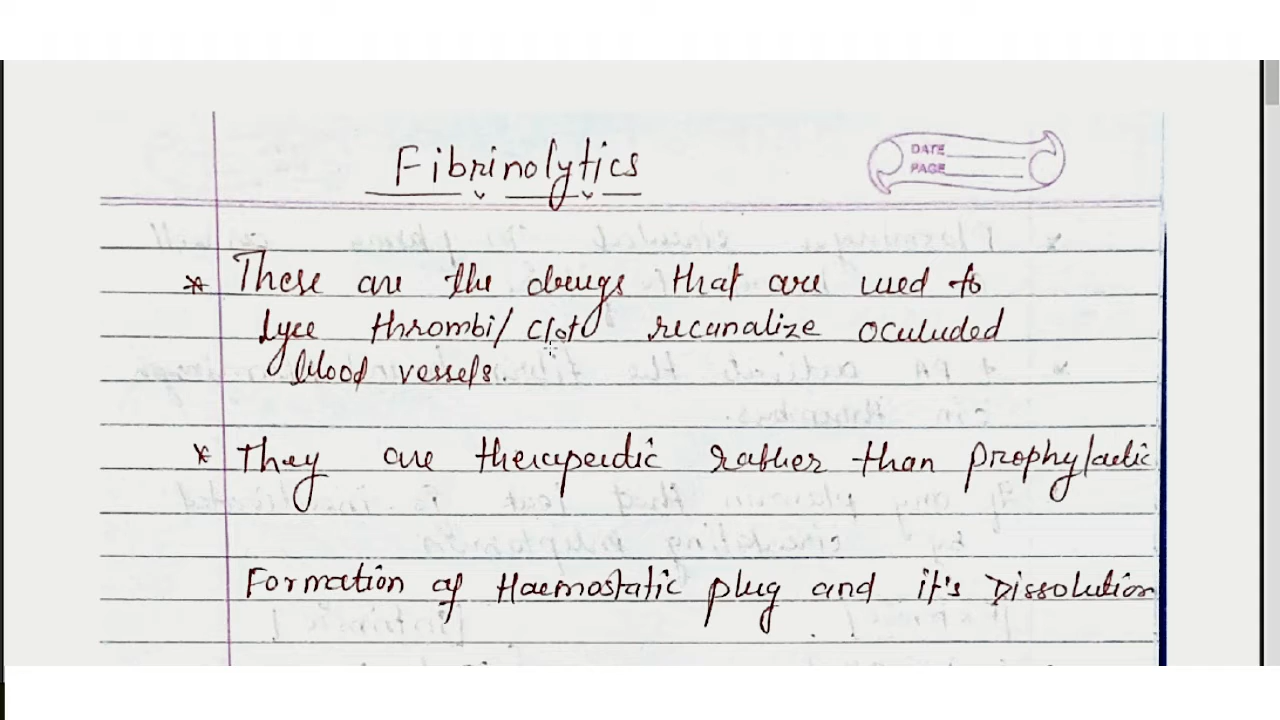 Fibrinolytics
DATE
PAGE
* These are the drugs that are used to
lyse thrombi/clot recanalize occluded
blood vessels.
* They are therapeutic rather than prophylactic
Formation of Haemostatic plug and it's Dissolution